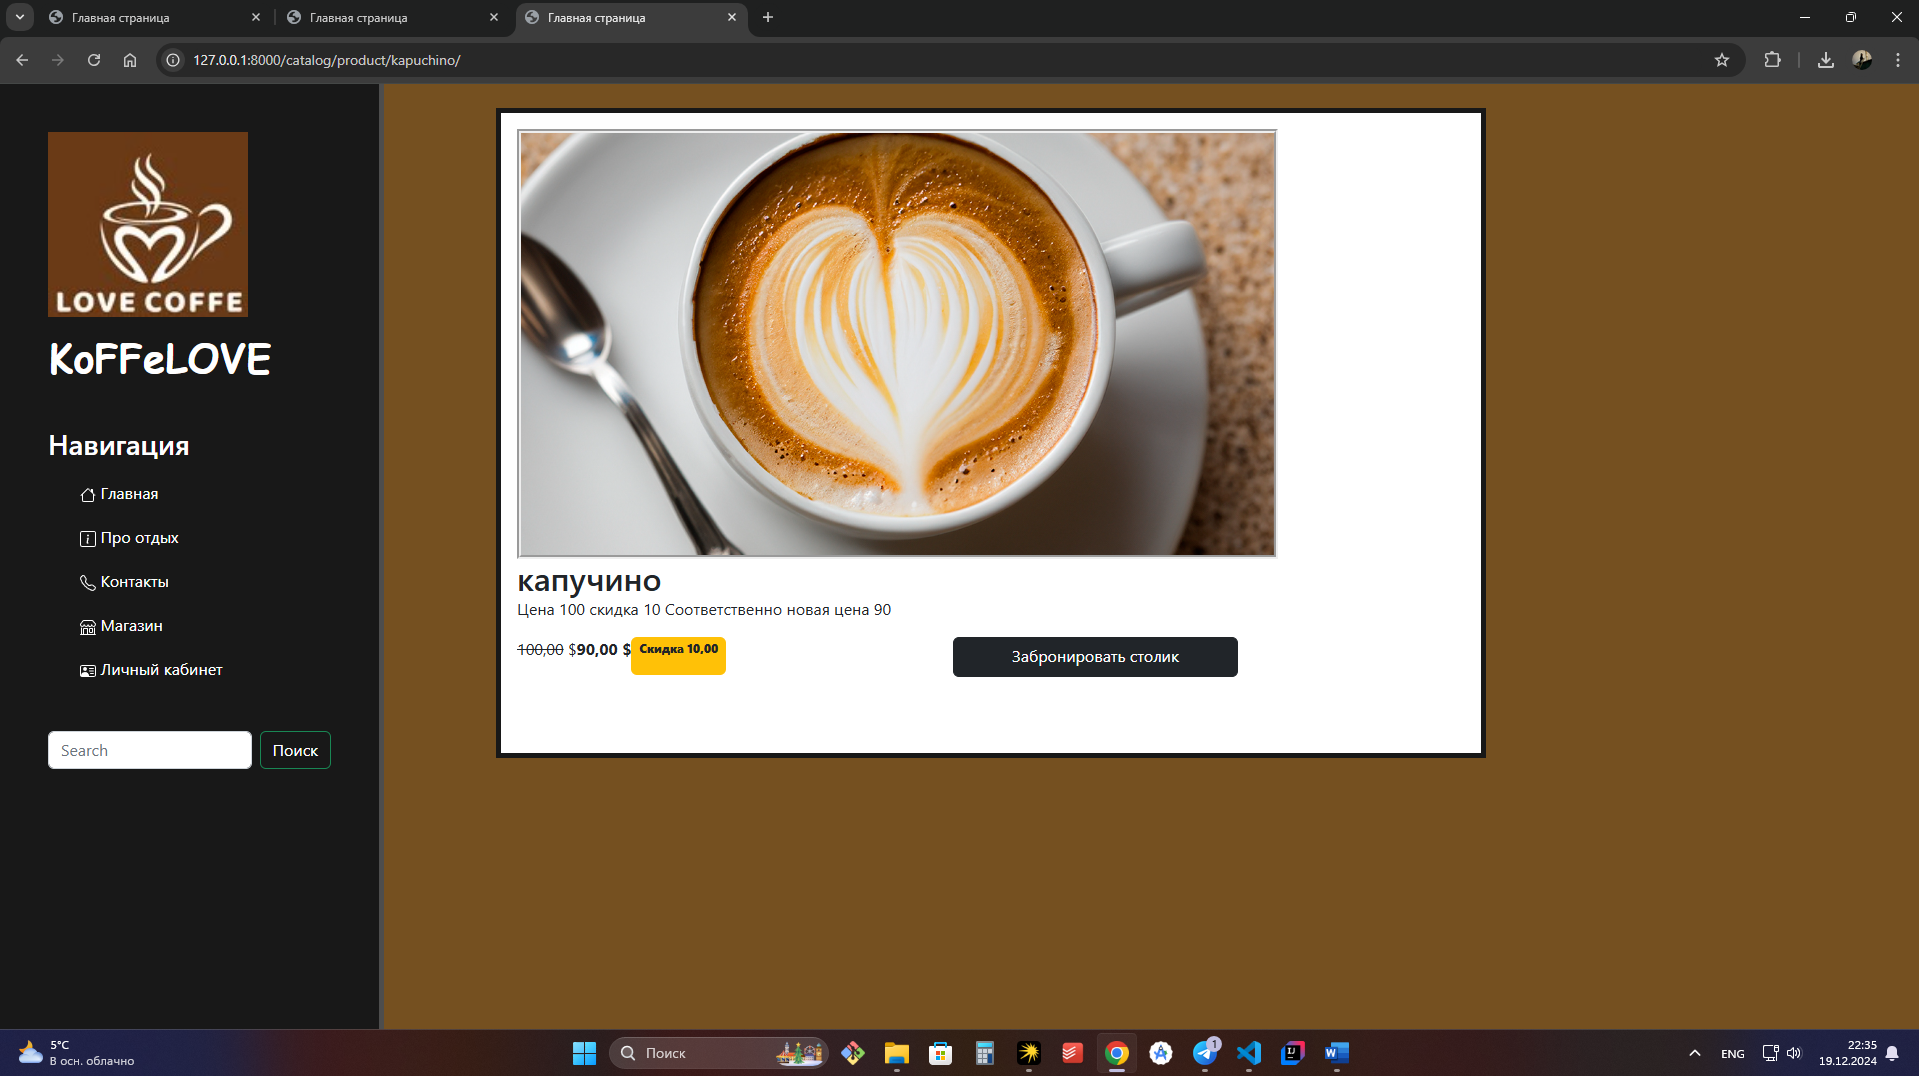 Главная страница
Главная страница
Главная страница
127.0.0.1:8000/catalog/product/kapuchino/
LOVE COFFE
KoFFeLOVE
Навигация
Главная
Про отдых
Контакты
Магазин
Личный кабинет
Search
Поиск
капучино
Цена 100 скидка 10 Соответственно новая цена 90
100,00 $90,00 $
Скидка 10,00
Забронировать столик
5°C
В осн. облачно
Поиск
1
ENG
22:35
19.12.2024